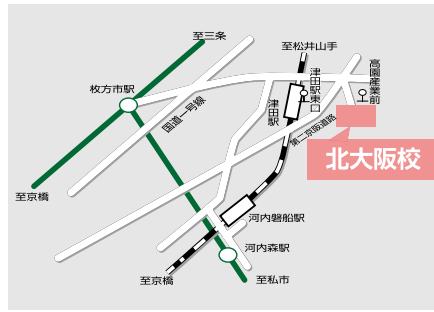 至三条
至松井山手
高園産業前
津田駅東口
枚方市駅
国道一号線
津田駅
第二京阪道路
北大阪校
至京橋
河内磐船駅
河内森駅
至京橋
至私市